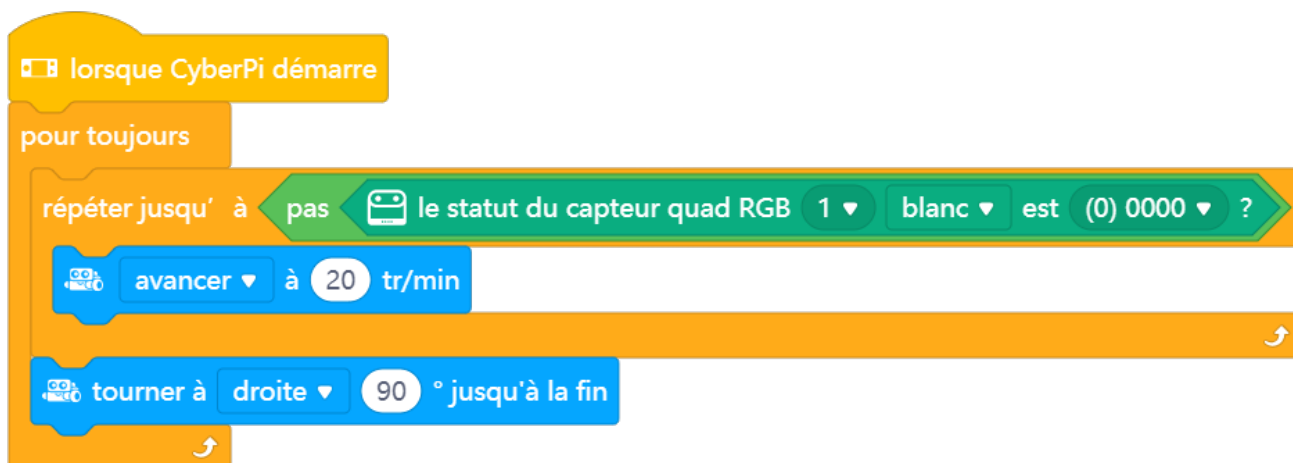 lorsque CyberPi démarre
pour toujours
répéter jusqu' à pas le statut du capteur quad RGB 1 blanc est (0) 0000 ?
avancer à 20 tr/min
tourner à droite 90 ° jusqu'à la fin